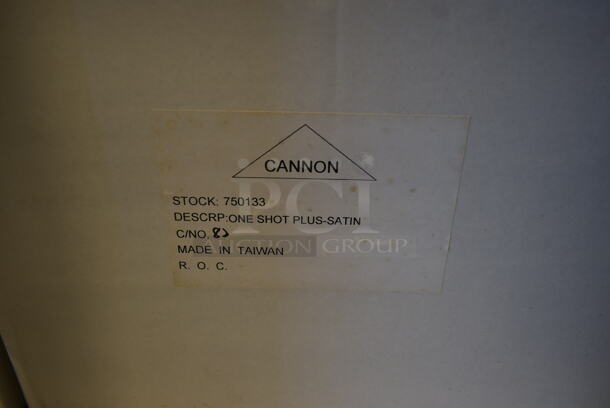 CANNON
STOCK: 750133
DESCRP:ONE SHOT PLUS-SATIN
C/NO.
MADE IN TAIWAN
R. O. C.
PCI
AUCTION GROUP